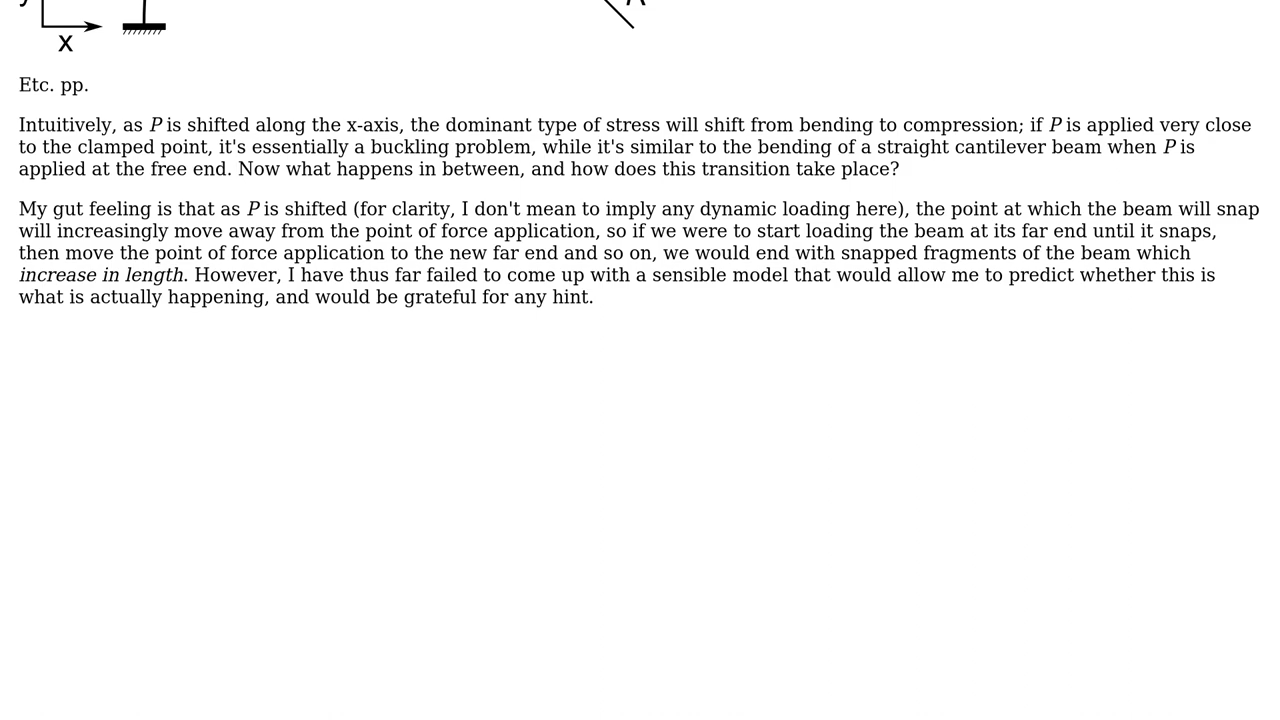 x
Etc. pp.
Intuitively, as P is shifted along the x-axis, the dominant type of stress will shift from bending to compression; if P is applied very close
to the clamped point, it's essentially a buckling problem, while it's similar to the bending of a straight cantilever beam when P is
applied at the free end. Now what happens in between, and how does this transition take place?
My gut feeling is that as P is shifted (for clarity, I don't mean to imply any dynamic loading here), the point at which the beam will snap
will increasingly move away from the point of force application, so if we were to start loading the beam at its far end until it snaps,
then move the point of force application to the new far end and so on, we would end with snapped fragments of the beam which
increase in length. However, I have thus far failed to come up with a sensible model that would allow me to predict whether this is
what is actually happening, and would be grateful for any hint.